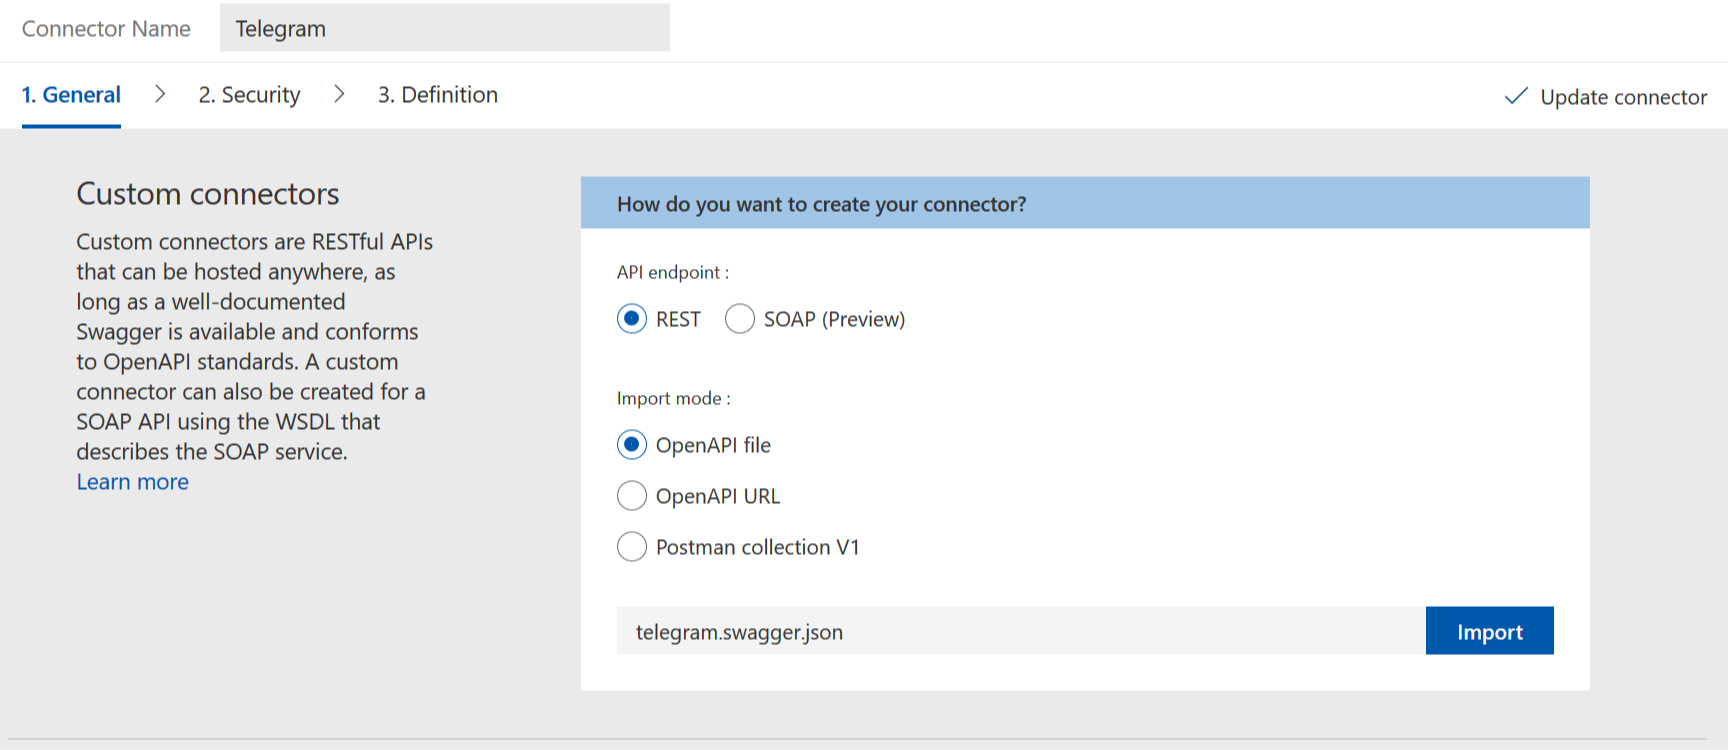 Connector Name
Telegram
1. General
2. Security
3. Definition
Update connector
Custom connectors
Custom connectors are RESTful APIs
that can be hosted anywhere, as
long as a well-documented
Swagger is available and conforms
to OpenAPI standards. A custom
connector can also be created for a
SOAP API using the WSDL that
describes the SOAP service.
Learn more
How do you want to create your connector?
API endpoint :
REST
SOAP (Preview)
Import mode :
OpenAPI file
OpenAPI URL
Postman collection V1
telegram.swagger.json
Import